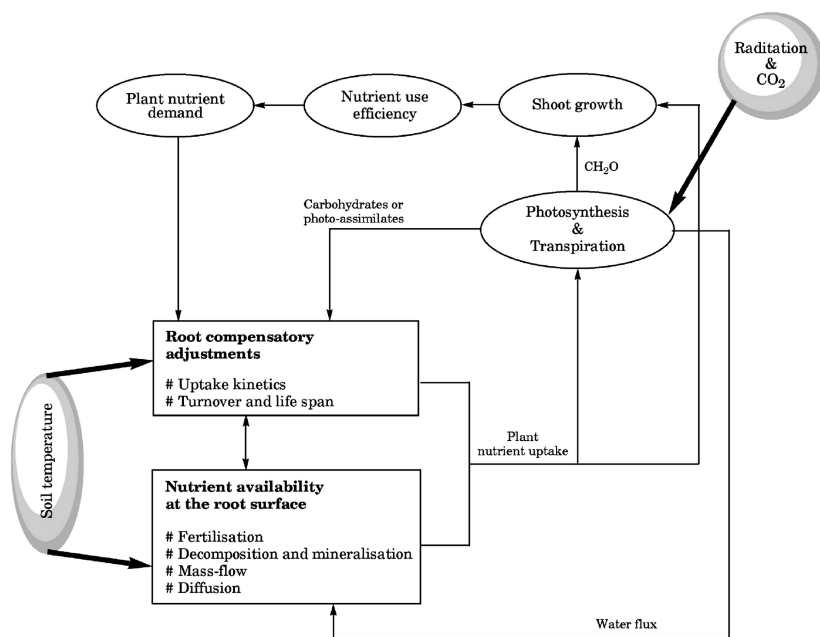 Raditation
&
CO₂
Plant nutrient
demand
Nutrient use
efficiency
Shoot growth
CH₂O
Carbohydrates or
photo-assimilates
Photosynthesis
&
Transpiration
Root compensatory
adjustments
# Uptake kinetics
# Turnover and life span
Soil temperature
Plant
nutrient uptake
Nutrient availability
at the root surface
# Fertilisation
# Decomposition and mineralisation
# Mass-flow
# Diffusion
Water flux